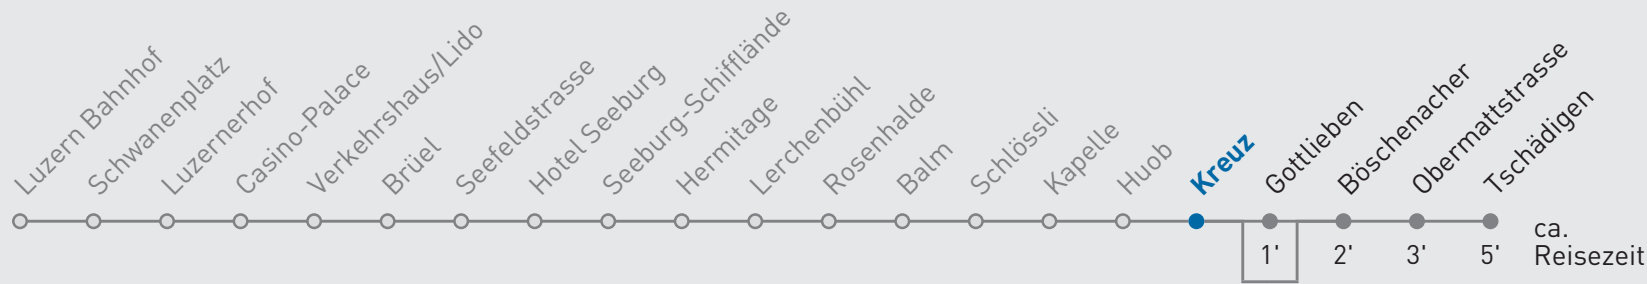 Luzern Bahnhof
Schwanenplatz
Luzernerhof
Casino-Palace
Verkehrshaus/Lido
Brüel
Seefeldstrasse
Hotel Seeburg
Seeburg-Schifflände
Hermitage
Lerchenbühl
Rosenhalde
Balm
Schlössli
Kapelle
Huob
Kreuz
Gottlieben
Böschenacher
Obermattstrasse
Tschädigen
1'
2'
3'
5'
ca.
Reisezeit